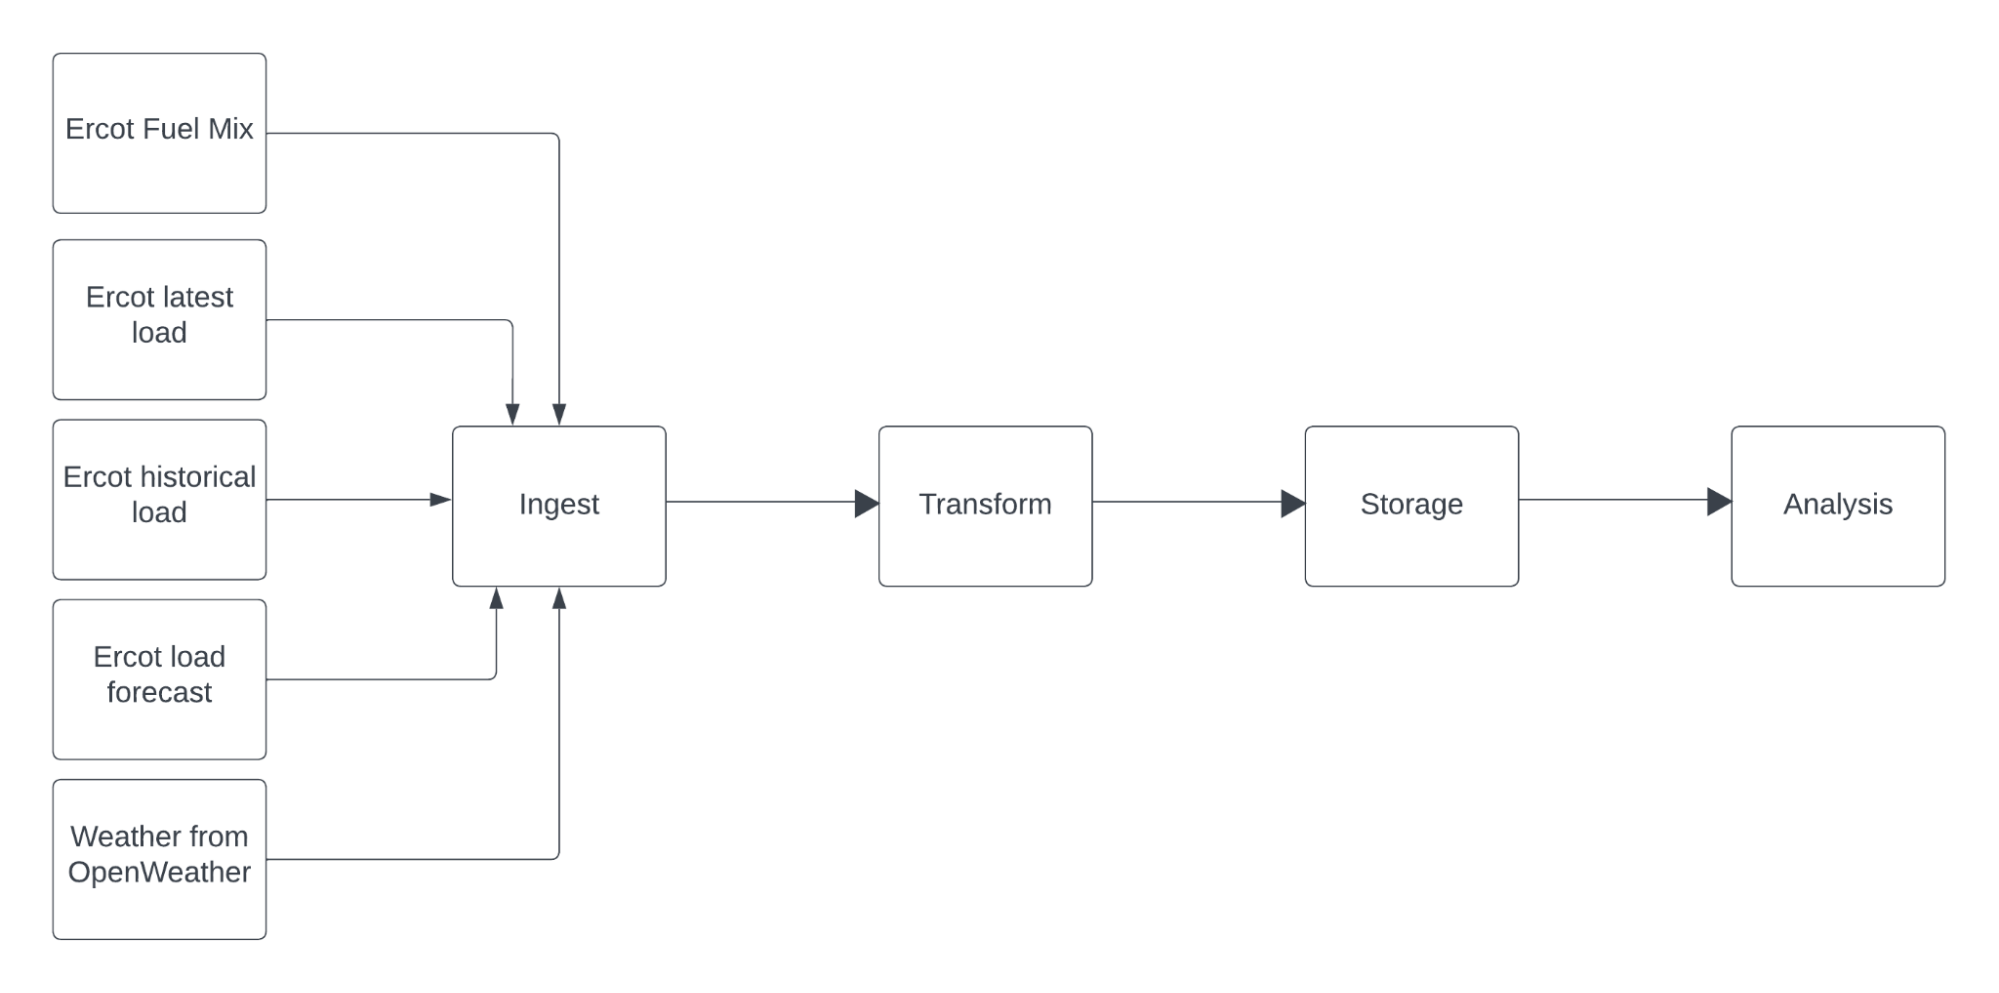 Ercot Fuel Mix
Ercot latest
load
Ercot historical
load
Ercot load
forecast
Weather from
OpenWeather
Ingest
Transform
Storage
Analysis